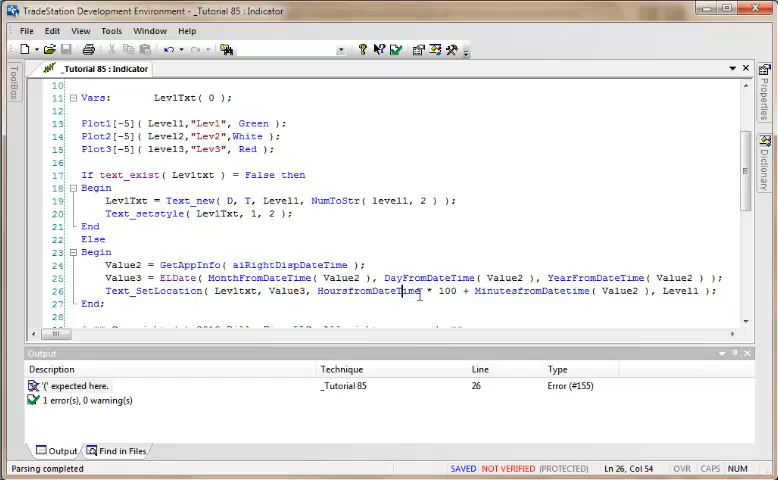 TradeStation Development Environment - _Tutorial 85 : Indicator
File Edit View Tools Window Help
_Tutorial 85 : Indicator
ToolBox
Properties
Dictionary
10
11 Vars: LevlTxt( 0 );
12
13 Plot1[-5]( Level1,"Lev1", Green );
14 Plot2[-5]( Level2,"Lev2",White );
15 Plot3[-5]( level3,"Lev3", Red );
16
17 If text_exist( Levltxt ) = False then
18 Begin
19 LevlTxt = Text_new( D, T, Level1, NumToStr( level1, 2 ) );
20 Text_setstyle( LevlTxt, 1, 2 );
21 End
22 Else
23 Begin
24 Value2 = GetAppInfo( aiRightDispDateTime );
25 Value3 = ELDate( MonthFromDateTime( Value2 ), DayFromDateTime( Value2 ), YearFromDateTime( Value2 ) );
26 Text_SetLocation( Levltxt, Value3, HoursfromDateTime * 100 + MinutesfromDatetime( Value2 ), Level1 );
27 End;
28
Output
Description Technique Line Type
'(' expected here. _Tutorial 85 26 Error (#155)
1 error(s), 0 warning(s)
Output Find in Files
Parsing completed SAVED NOT VERIFIED (PROTECTED) Ln 26, Col 54 OVR CAPS NUM